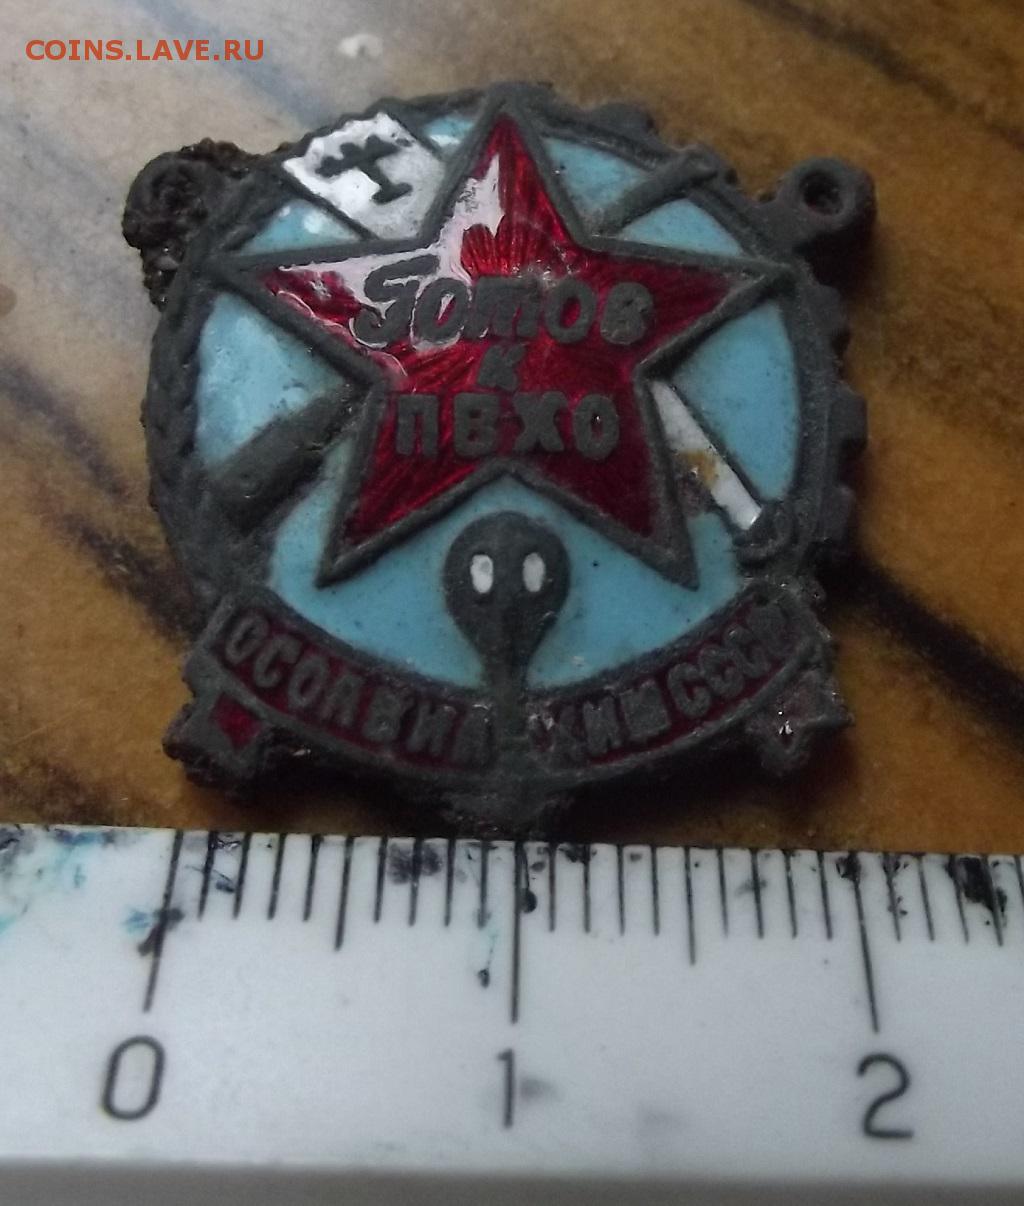 COINS.LAVE.RU
Готов
к
ПВХО
ОСОАВИАХИМ СССР
0 1 2